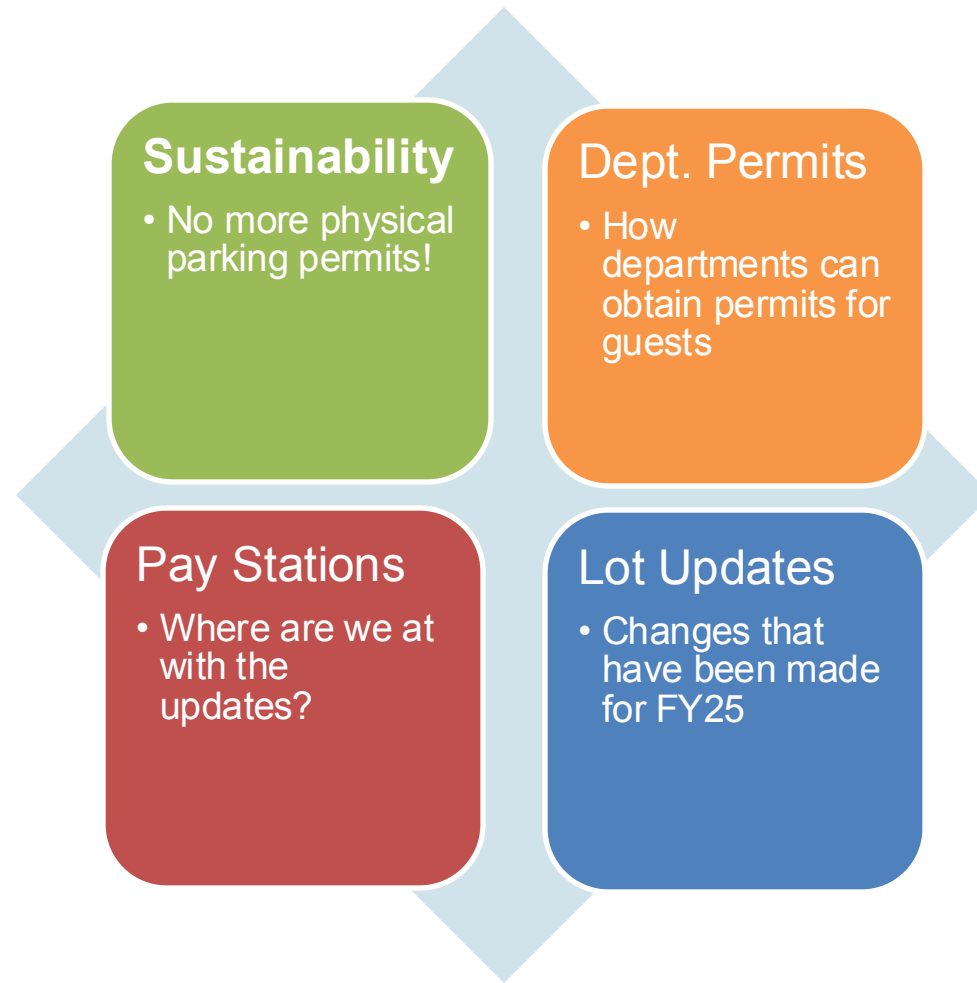 Sustainability
• No more physical
parking permits!
Dept. Permits
• How
departments can
obtain permits for
guests
Pay Stations
• Where are we at
with the
updates?
Lot Updates
• Changes that
have been made
for FY25